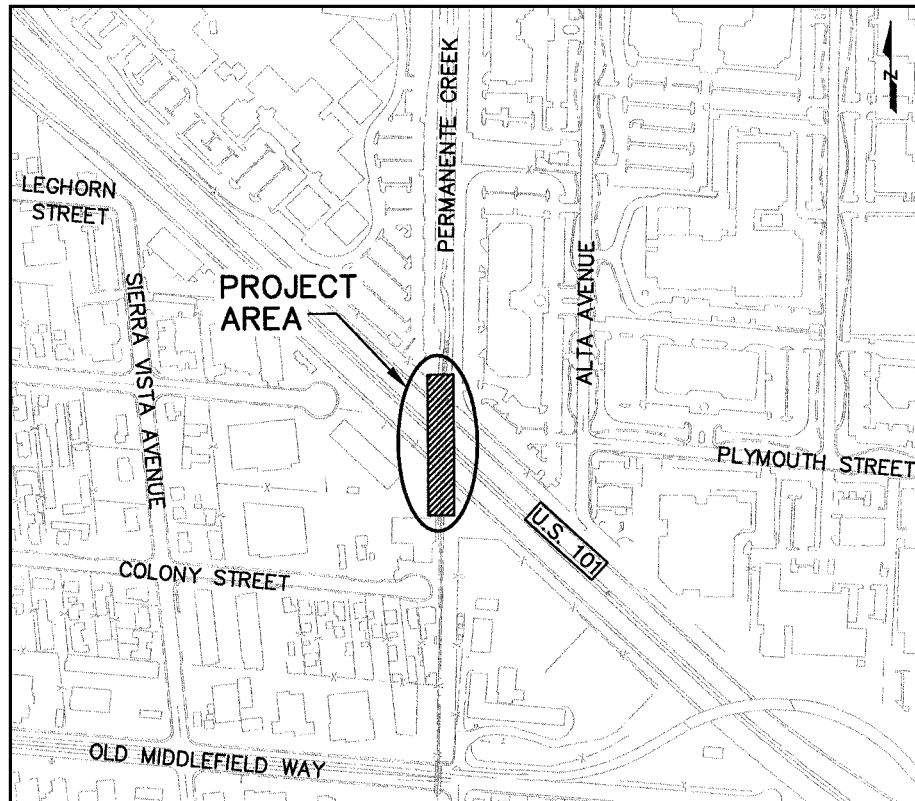 N
PERMANENTE CREEK
LEGHORN
STREET
SIERRA VISTA AVENUE
PROJECT
AREA
ALTA AVENUE
PLYMOUTH STREET
U.S. 101
COLONY STREET
OLD MIDDLEFIELD WAY